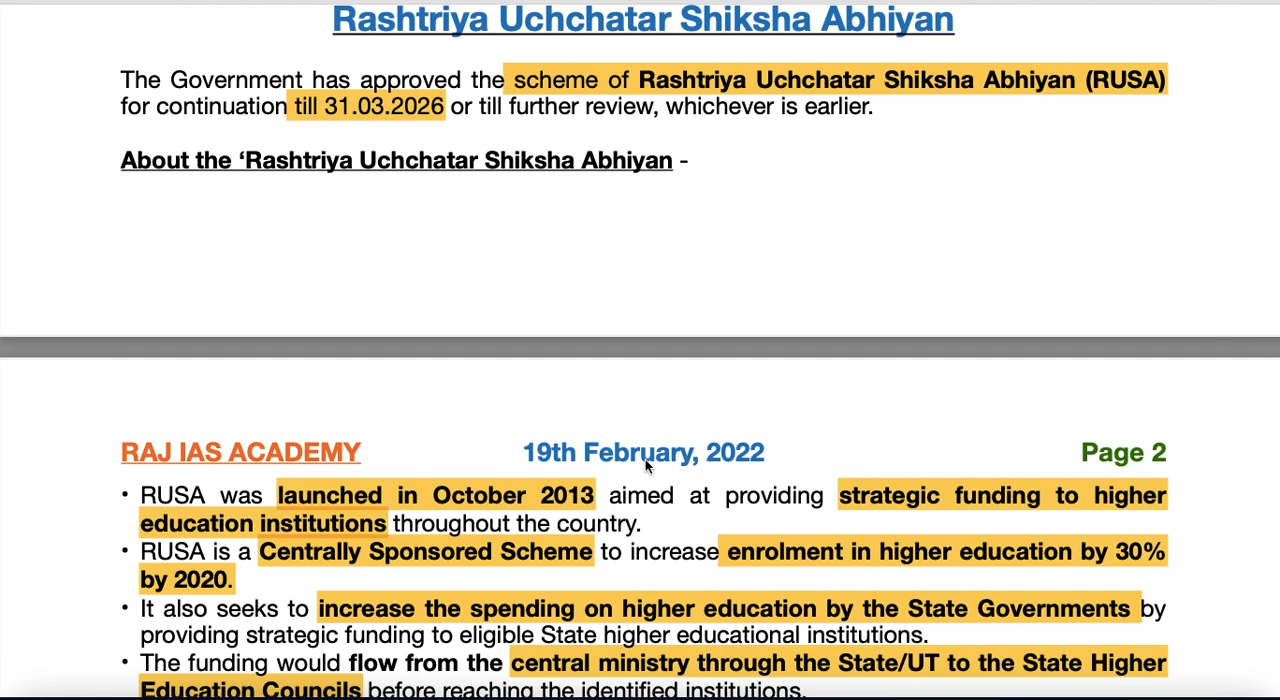 Rashtriya Uchchatar Shiksha Abhiyan
The Government has approved the scheme of Rashtriya Uchchatar Shiksha Abhiyan (RUSA)
for continuation till 31.03.2026 or till further review, whichever is earlier.
About the ‘Rashtriya Uchchatar Shiksha Abhiyan -
RAJ IAS ACADEMY 19th February, 2022 Page 2
• RUSA was launched in October 2013 aimed at providing strategic funding to higher
education institutions throughout the country.
• RUSA is a Centrally Sponsored Scheme to increase enrolment in higher education by 30%
by 2020.
• It also seeks to increase the spending on higher education by the State Governments by
providing strategic funding to eligible State higher educational institutions.
• The funding would flow from the central ministry through the State/UT to the State Higher
Education Councils before reaching the identified institutions.